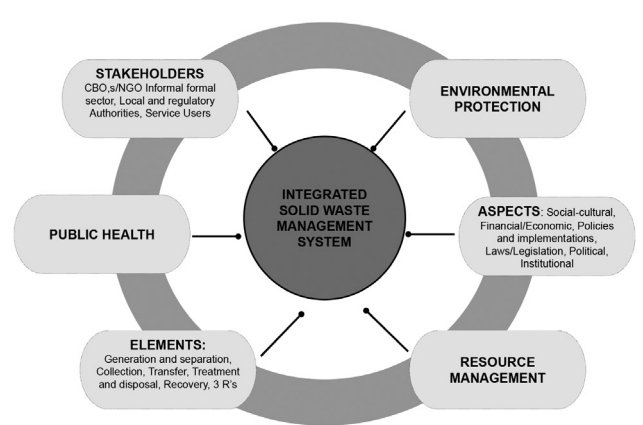 STAKEHOLDERS
CBO,s/NGO Informal formal
sector, Local and regulatory
Authorities, Service Users
ENVIRONMENTAL
PROTECTION
INTEGRATED
SOLID WASTE
MANAGEMENT
SYSTEM
PUBLIC HEALTH
ASPECTS: Social-cultural,
Financial/Economic, Policies
and implementations,
Laws/Legislation, Political,
Institutional
ELEMENTS:
Generation and separation,
Collection, Transfer, Treatment
and disposal, Recovery, 3 R's
RESOURCE
MANAGEMENT